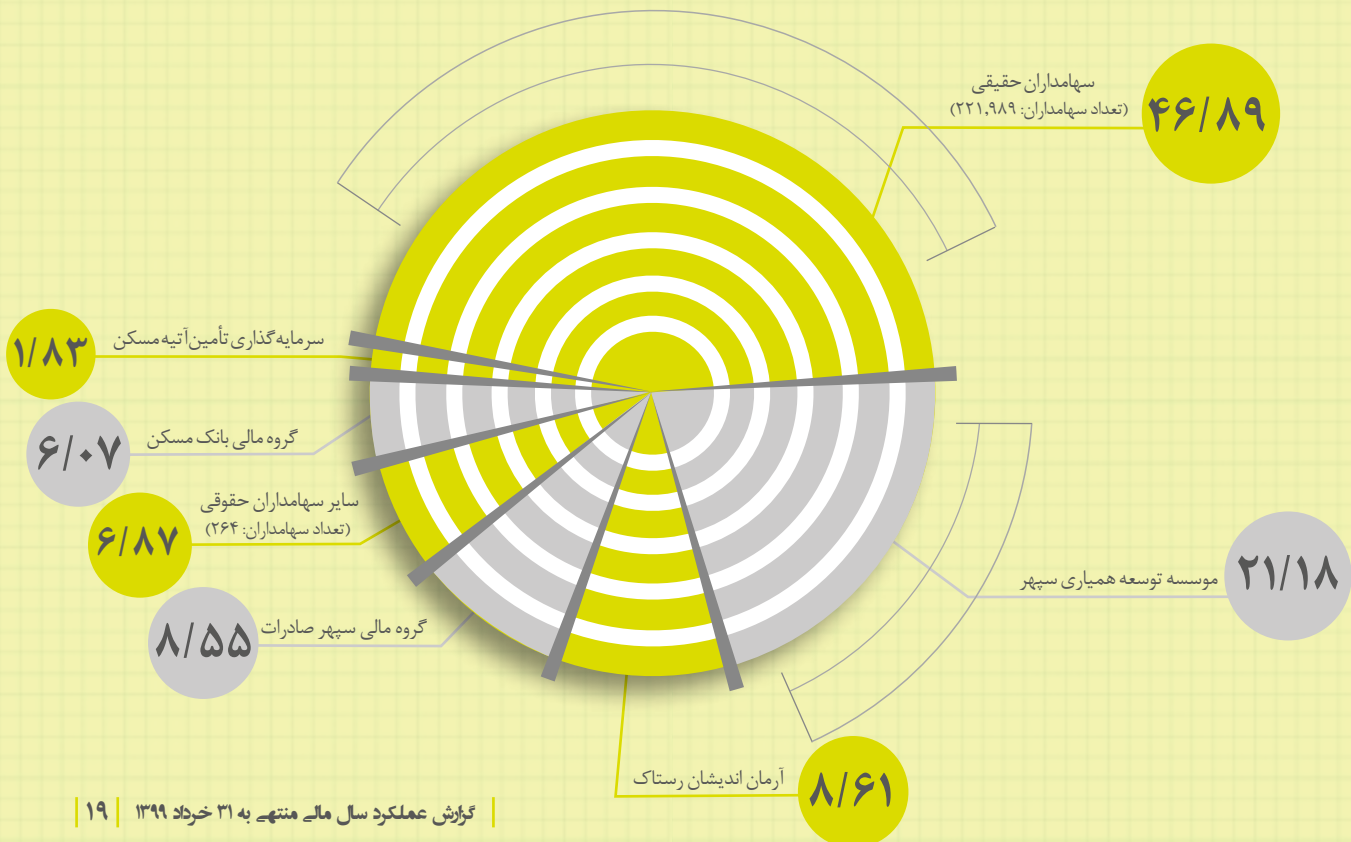 سهامداران حقیقی
(تعداد سهامداران: ۲۲۱,۹۸۹)
۴۶/۸۹
سرمایه‌گذاری تأمین آتیه مسکن
۱/۸۳
گروه مالی بانک مسکن
۶/۰۷
سایر سهامداران حقوقی
(تعداد سهامداران: ۲۶۴)
۶/۸۷
گروه مالی سپهر صادرات
۸/۵۵
موسسه توسعه همیاری سپهر
۲۱/۱۸
آرمان اندیشان رستاک
۸/۶۱
گزارش عملکرد سال مالی منتهی به ۳۱ خرداد ۱۳۹۹ | ۱۹ |